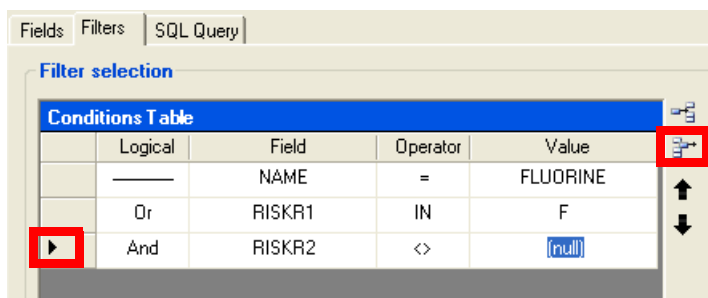 Fields Filters SQL Query
Filter selection
Conditions Table
Logical Field Operator Value
NAME = FLUORINE
Or RISKR1 IN F
And RISKR2 <> (null)